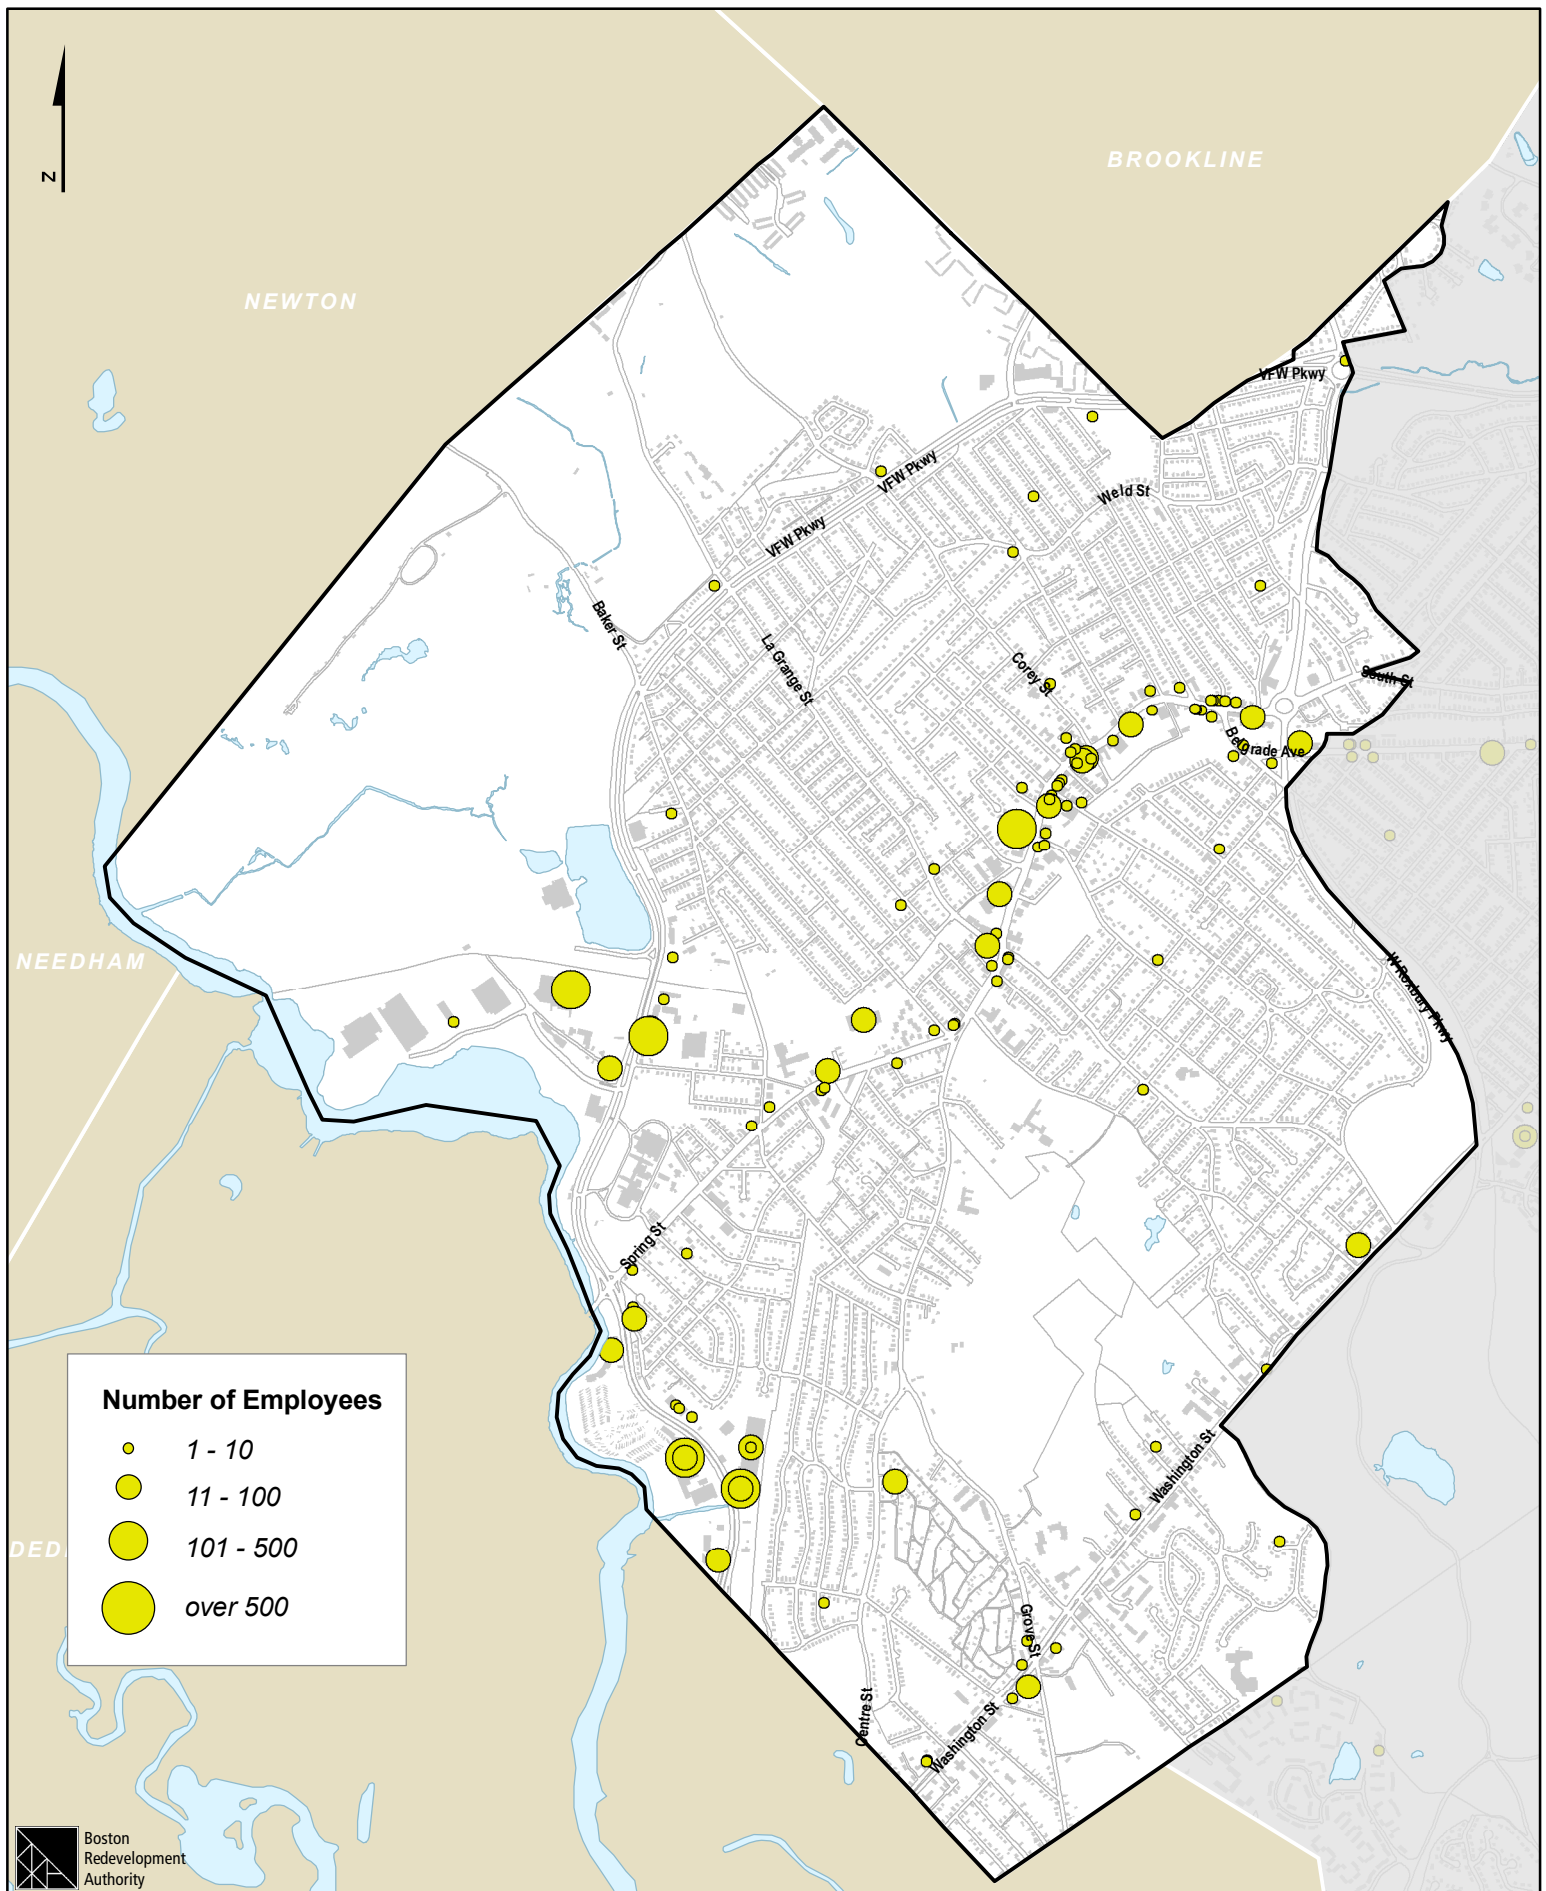 BROOKLINE
Z
NEWTON
VFW Pkwy
VFW Pkwy
Weld St
VFW Pkwy
Baker St
La Grange St
Corey St
South St
Belgrade Ave
NEEDHAM
W Roxbury Pkwy
Spring St
Number of Employees
1 - 10
11 - 100
101 - 500
over 500
Washington St
DED
Grove St
Centre St
Washington St
Boston
Redevelopment
Authority